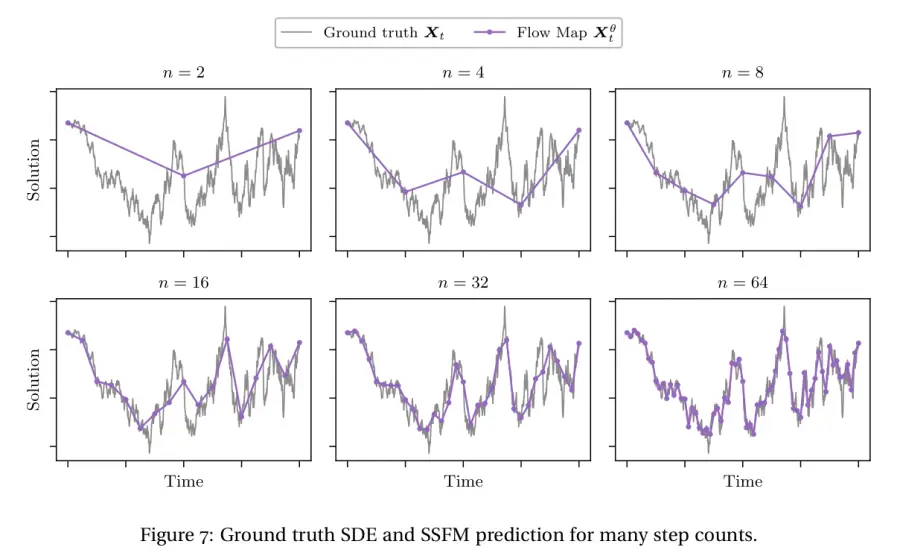 Ground truth X_t    Flow Map X_t^θ
n = 2    n = 4    n = 8
Solution
n = 16    n = 32    n = 64
Solution
Time    Time    Time
Figure 7: Ground truth SDE and SSFM prediction for many step counts.